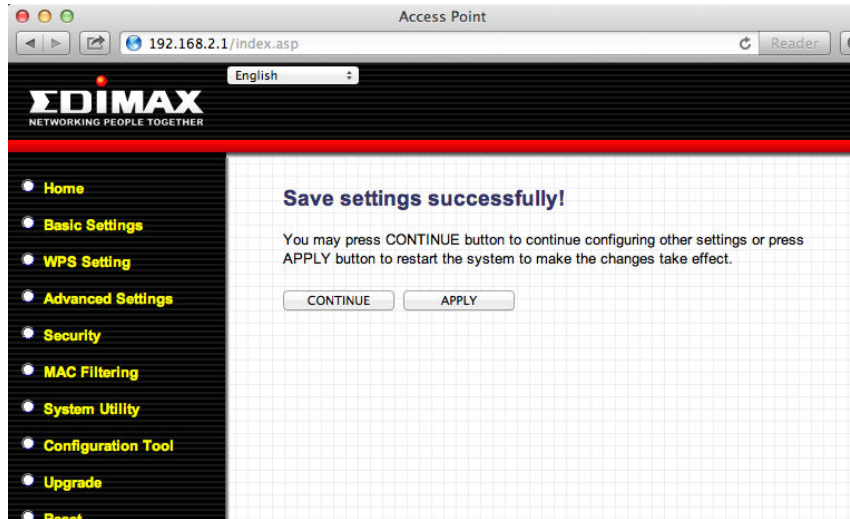 Access Point
192.168.2.1/index.asp
Reader
English
EDIMAX
NETWORKING PEOPLE TOGETHER
Home
Basic Settings
WPS Setting
Advanced Settings
Security
MAC Filtering
System Utility
Configuration Tool
Upgrade
Reset
Save settings successfully!
You may press CONTINUE button to continue configuring other settings or press
APPLY button to restart the system to make the changes take effect.
CONTINUE
APPLY